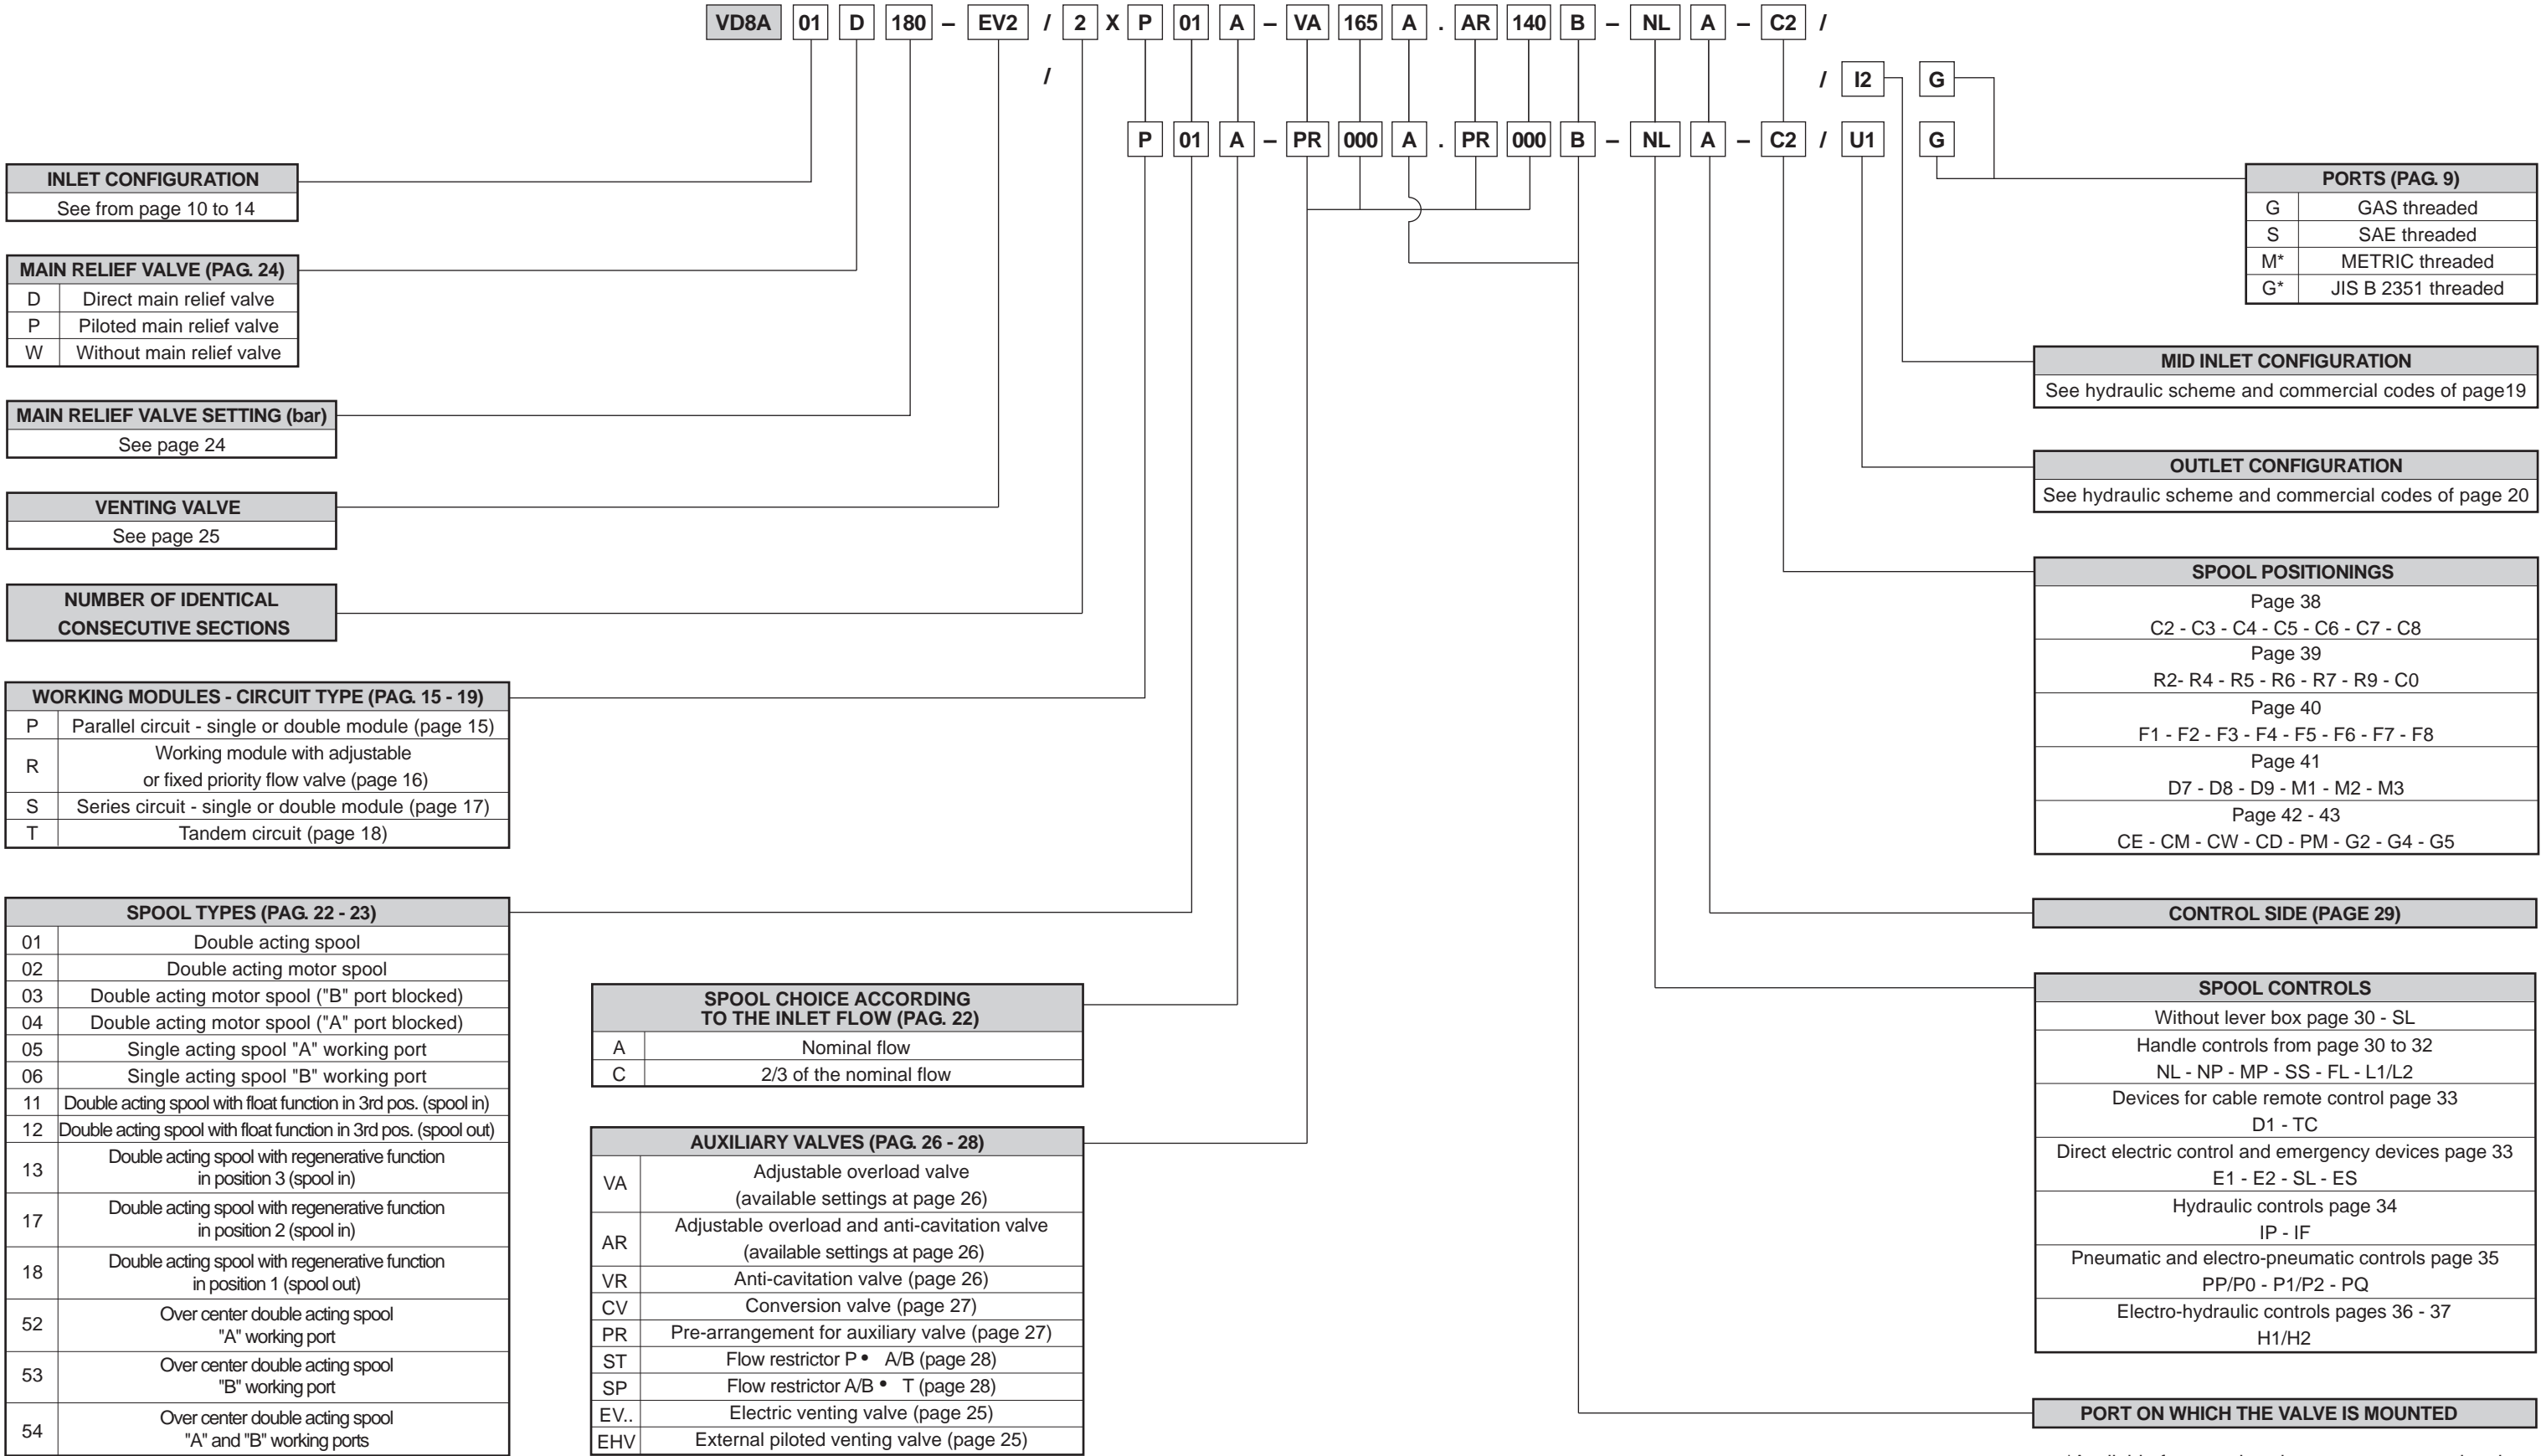 VD8A 01 D 180 – EV2 / 2 X P 01 A – VA 165 A . AR 140 B – NL A – C2 /
/ / I2 G
P 01 A – PR 000 A . PR 000 B – NL A – C2 / U1 G
INLET CONFIGURATION
See from page 10 to 14
MAIN RELIEF VALVE (PAG. 24)
D Direct main relief valve
P Piloted main relief valve
W Without main relief valve
MAIN RELIEF VALVE SETTING (bar)
See page 24
VENTING VALVE
See page 25
NUMBER OF IDENTICAL
CONSECUTIVE SECTIONS
WORKING MODULES - CIRCUIT TYPE (PAG. 15 - 19)
P Parallel circuit - single or double module (page 15)
R Working module with adjustable
or fixed priority flow valve (page 16)
S Series circuit - single or double module (page 17)
T Tandem circuit (page 18)
SPOOL TYPES (PAG. 22 - 23)
01 Double acting spool
02 Double acting motor spool
03 Double acting motor spool ("B" port blocked)
04 Double acting motor spool ("A" port blocked)
05 Single acting spool "A" working port
06 Single acting spool "B" working port
11 Double acting spool with float function in 3rd pos. (spool in)
12 Double acting spool with float function in 3rd pos. (spool out)
13 Double acting spool with regenerative function
in position 3 (spool in)
17 Double acting spool with regenerative function
in position 2 (spool in)
18 Double acting spool with regenerative function
in position 1 (spool out)
52 Over center double acting spool
"A" working port
53 Over center double acting spool
"B" working port
54 Over center double acting spool
"A" and "B" working ports
SPOOL CHOICE ACCORDING
TO THE INLET FLOW (PAG. 22)
A Nominal flow
C 2/3 of the nominal flow
AUXILIARY VALVES (PAG. 26 - 28)
VA Adjustable overload valve
(available settings at page 26)
AR Adjustable overload and anti-cavitation valve
(available settings at page 26)
VR Anti-cavitation valve (page 26)
CV Conversion valve (page 27)
PR Pre-arrangement for auxiliary valve (page 27)
ST Flow restrictor P • A/B (page 28)
SP Flow restrictor A/B • T (page 28)
EV.. Electric venting valve (page 25)
EHV External piloted venting valve (page 25)
PORTS (PAG. 9)
G GAS threaded
S SAE threaded
M* METRIC threaded
G* JIS B 2351 threaded
MID INLET CONFIGURATION
See hydraulic scheme and commercial codes of page19
OUTLET CONFIGURATION
See hydraulic scheme and commercial codes of page 20
SPOOL POSITIONINGS
Page 38
C2 - C3 - C4 - C5 - C6 - C7 - C8
Page 39
R2- R4 - R5 - R6 - R7 - R9 - C0
Page 40
F1 - F2 - F3 - F4 - F5 - F6 - F7 - F8
Page 41
D7 - D8 - D9 - M1 - M2 - M3
Page 42 - 43
CE - CM - CW - CD - PM - G2 - G4 - G5
CONTROL SIDE (PAGE 29)
SPOOL CONTROLS
Without lever box page 30 - SL
Handle controls from page 30 to 32
NL - NP - MP - SS - FL - L1/L2
Devices for cable remote control page 33
D1 - TC
Direct electric control and emergency devices page 33
E1 - E2 - SL - ES
Hydraulic controls page 34
IP - IF
Pneumatic and electro-pneumatic controls page 35
PP/P0 - P1/P2 - PQ
Electro-hydraulic controls pages 36 - 37
H1/H2
PORT ON WHICH THE VALVE IS MOUNTED